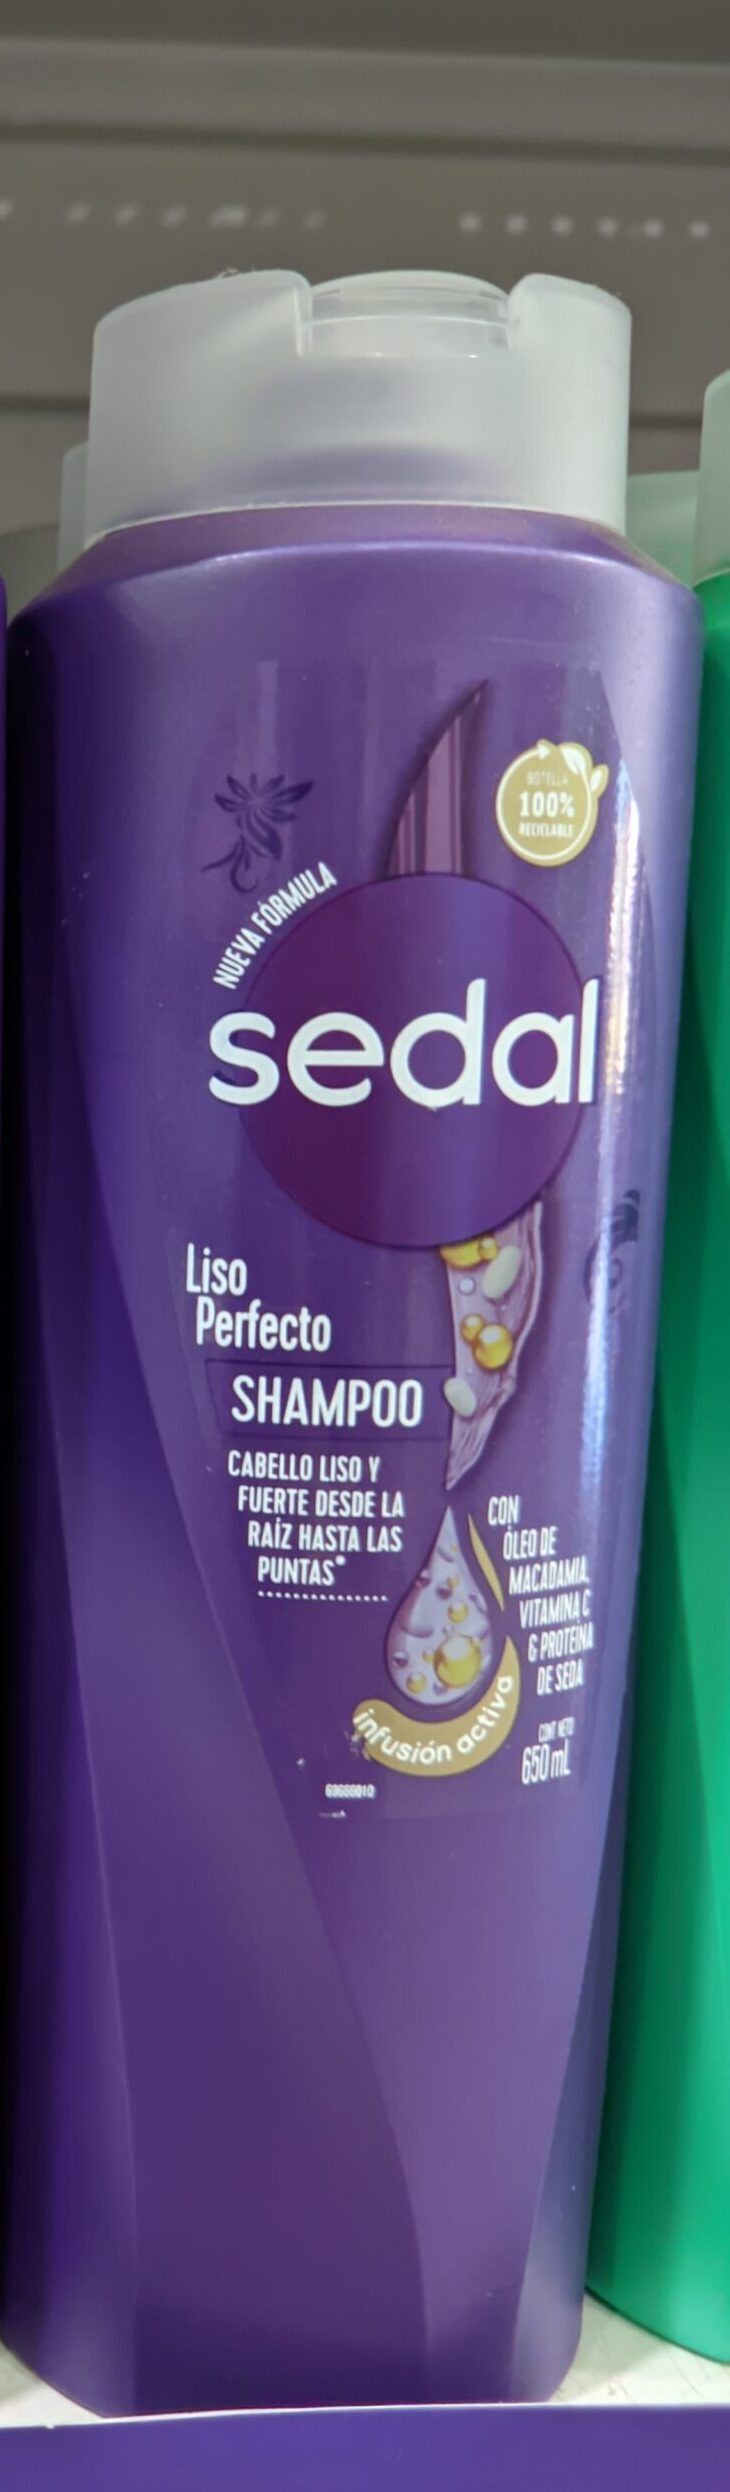 BOTELLA
100%
RECICLABLE
NUEVA FÓRMULA
sedal
Liso
Perfecto
SHAMPOO
CABELLO LISO Y
FUERTE DESDE LA
RAÍZ HASTA LAS
PUNTAS*
CON
ÓLEO DE
MACADAMIA,
VITAMINA C
& PROTEÍNA
DE SEDA
infusión activa
CONT NETO
650 mL